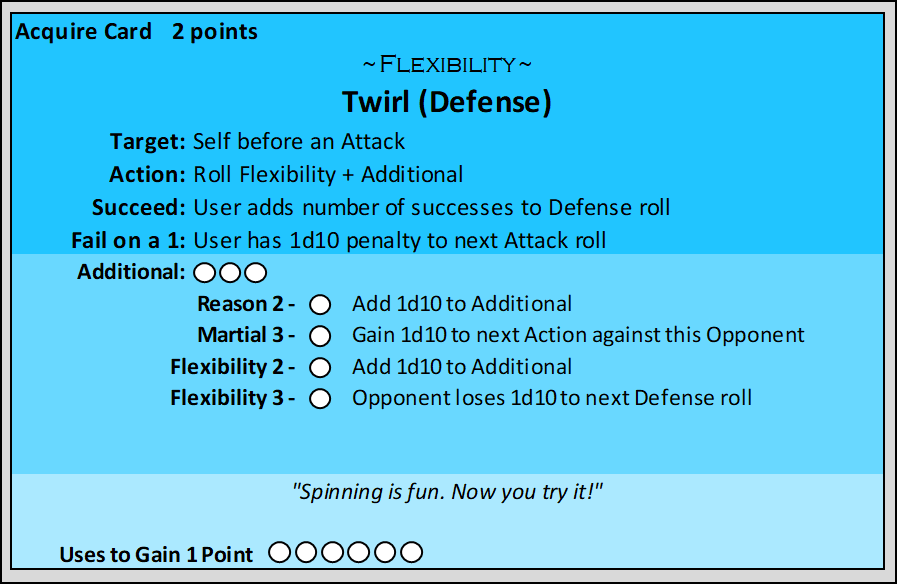 Acquire Card 2 points
~FLEXIBILITY~
Twirl (Defense)
Target: Self before an Attack
Action: Roll Flexibility + Additional
Succeed: User adds number of successes to Defense roll
Fail on a 1: User has 1d10 penalty to next Attack roll
Additional:
Reason 2 - Add 1d10 to Additional
Martial 3 - Gain 1d10 to next Action against this Opponent
Flexibility 2 - Add 1d10 to Additional
Flexibility 3 - Opponent loses 1d10 to next Defense roll
"Spinning is fun. Now you try it!"
Uses to Gain 1 Point